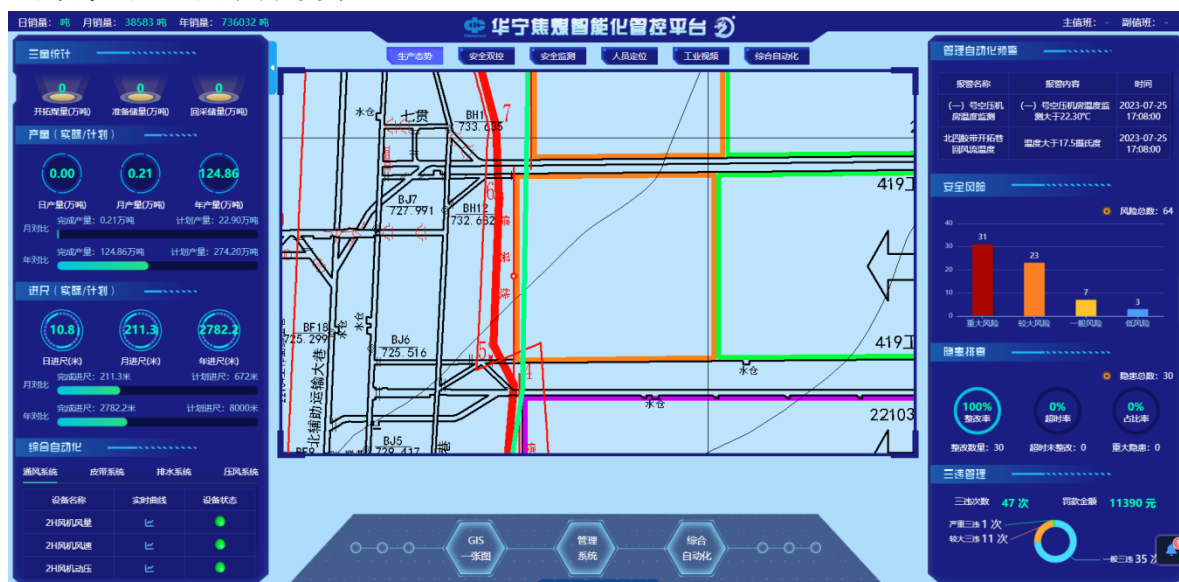 日销量: 吨 月销量: 38583 吨 年销量: 736032 吨
华宁焦煤智能化管控平台
主值班: - 副值班: -
生产态势 安全双控 安全监测 人员定位 工业视频 综合自动化
三量统计
0 0 0
开拓煤量(万吨) 准备储量(万吨) 回采储量(万吨)
产量(实际/计划)
0.00 0.21 124.86
日产量(万吨) 月产量(万吨) 年产量(万吨)
月对比 完成产量: 0.21万吨 计划产量: 22.90万吨
年对比 完成产量: 124.86万吨 计划产量: 274.20万吨
进尺(实际/计划)
10.8 211.3 2782.2
日进尺(米) 月进尺(米) 年进尺(米)
月对比 完成进尺: 211.3米 计划进尺: 672米
年对比 完成进尺: 2782.2米 计划进尺: 8000米
综合自动化
通风系统 皮带系统 排水系统 压风系统
设备名称 实时曲线 设备状态
2H风机风量
2H风机风速
2H风机动压
水仓
七贯
BH1
733.635
7
6
BJ7
727.991
BH12
732.682
419工
煤
线
BF18
725.299
水仓
水仓
BJ6
725.516
5
4
419工
水仓
水仓
北辅助运输大巷
22103
BJ5
729.417
BF9
巷
GIS
一张图
管理
系统
综合
自动化
管理自动化预警
报警名称 报警内容 时间
(一) 号空压机房温度监测 (一) 号空压机房温度监测大于22.30℃ 2023-07-25 17:08:00
北四胶带开拓巷回风流温度 温度大于17.5摄氏度 2023-07-25 17:08:00
安全风险
风险总数: 64
40
30
20
10
0
31 23 7 3
重大风险 较大风险 一般风险 低风险
隐患排查
隐患总数: 30
100% 0% 0%
整改率 超时率 占比率
整改数量: 30 超时未整改: 0 重大隐患: 0
三违管理
三违次数 47 次 罚款金额 11390 元
严重三违 1 次
较大三违 11 次
一般三违 35 次